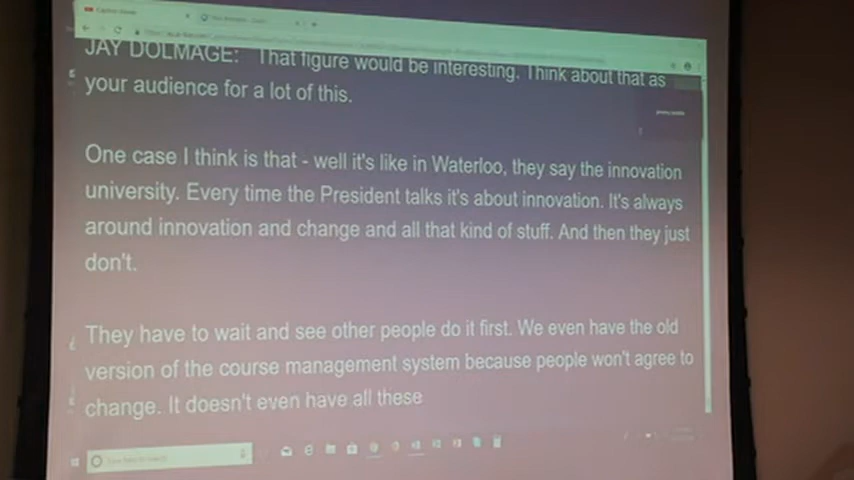 JAY DOLMAGE: That figure would be interesting. Think about that as
your audience for a lot of this.
One case I think is that - well it's like in Waterloo, they say the innovation
university. Every time the President talks it's about innovation. It's always
around innovation and change and all that kind of stuff. And then they just
don't.
They have to wait and see other people do it first. We even have the old
version of the course management system because people won't agree to
change. It doesn't even have all these